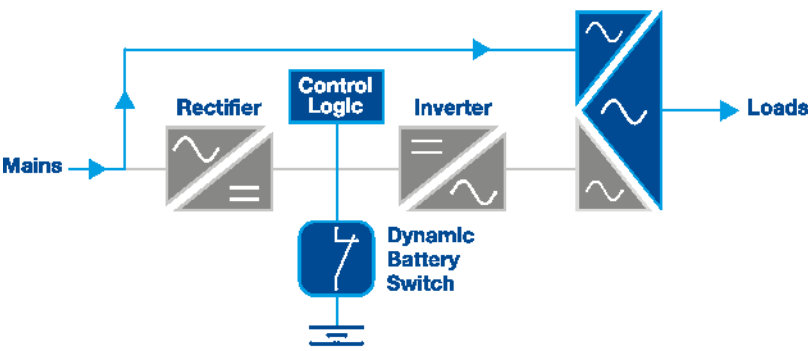 Control
Logic
Rectifier
Inverter
Loads
Mains
Dynamic
Battery
Switch